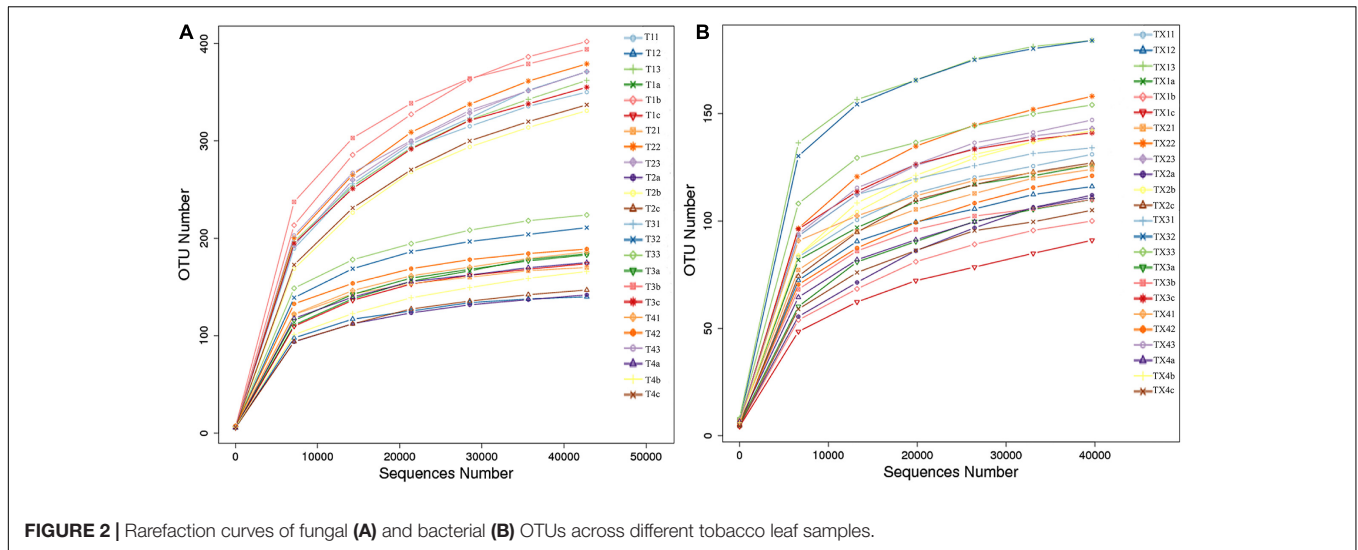 A
OTU Number
400
300
200
100
0
0 10000 20000 30000 40000 50000
Sequences Number
T11
T12
T13
T1a
T1b
T1c
T21
T22
T23
T2a
T2b
T2c
T31
T32
T33
T3a
T3b
T3c
T41
T42
T43
T4a
T4b
T4c
B
OTU Number
150
100
50
0
0 10000 20000 30000 40000
Sequences Number
TX11
TX12
TX13
TX1a
TX1b
TX1c
TX21
TX22
TX23
TX2a
TX2b
TX2c
TX31
TX32
TX33
TX3a
TX3b
TX3c
TX41
TX42
TX43
TX4a
TX4b
TX4c
FIGURE 2 | Rarefaction curves of fungal (A) and bacterial (B) OTUs across different tobacco leaf samples.